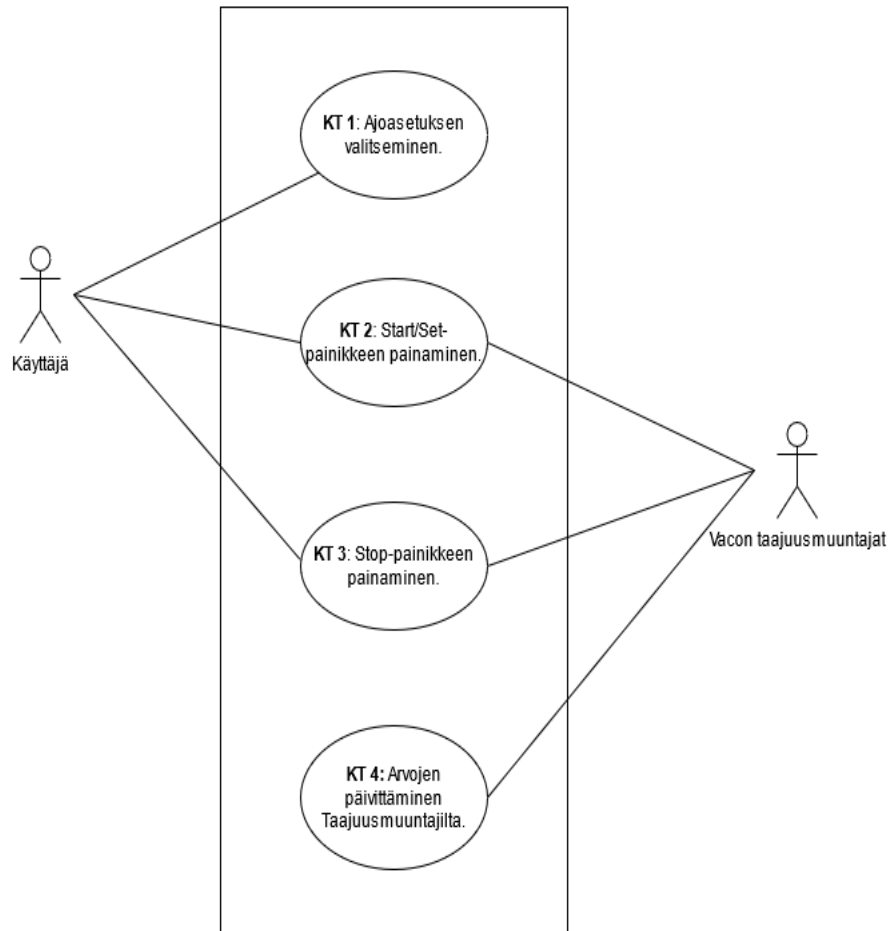 KT 1: Ajoasetuksen
valitseminen.
KT 2: Start/Set-
painikkeen painaminen.
Käyttäjä
KT 3: Stop-painikkeen
painaminen.
Vacon taajuusmuuntajat
KT 4: Arvojen
päivittäminen
Taajuusmuuntajilta.